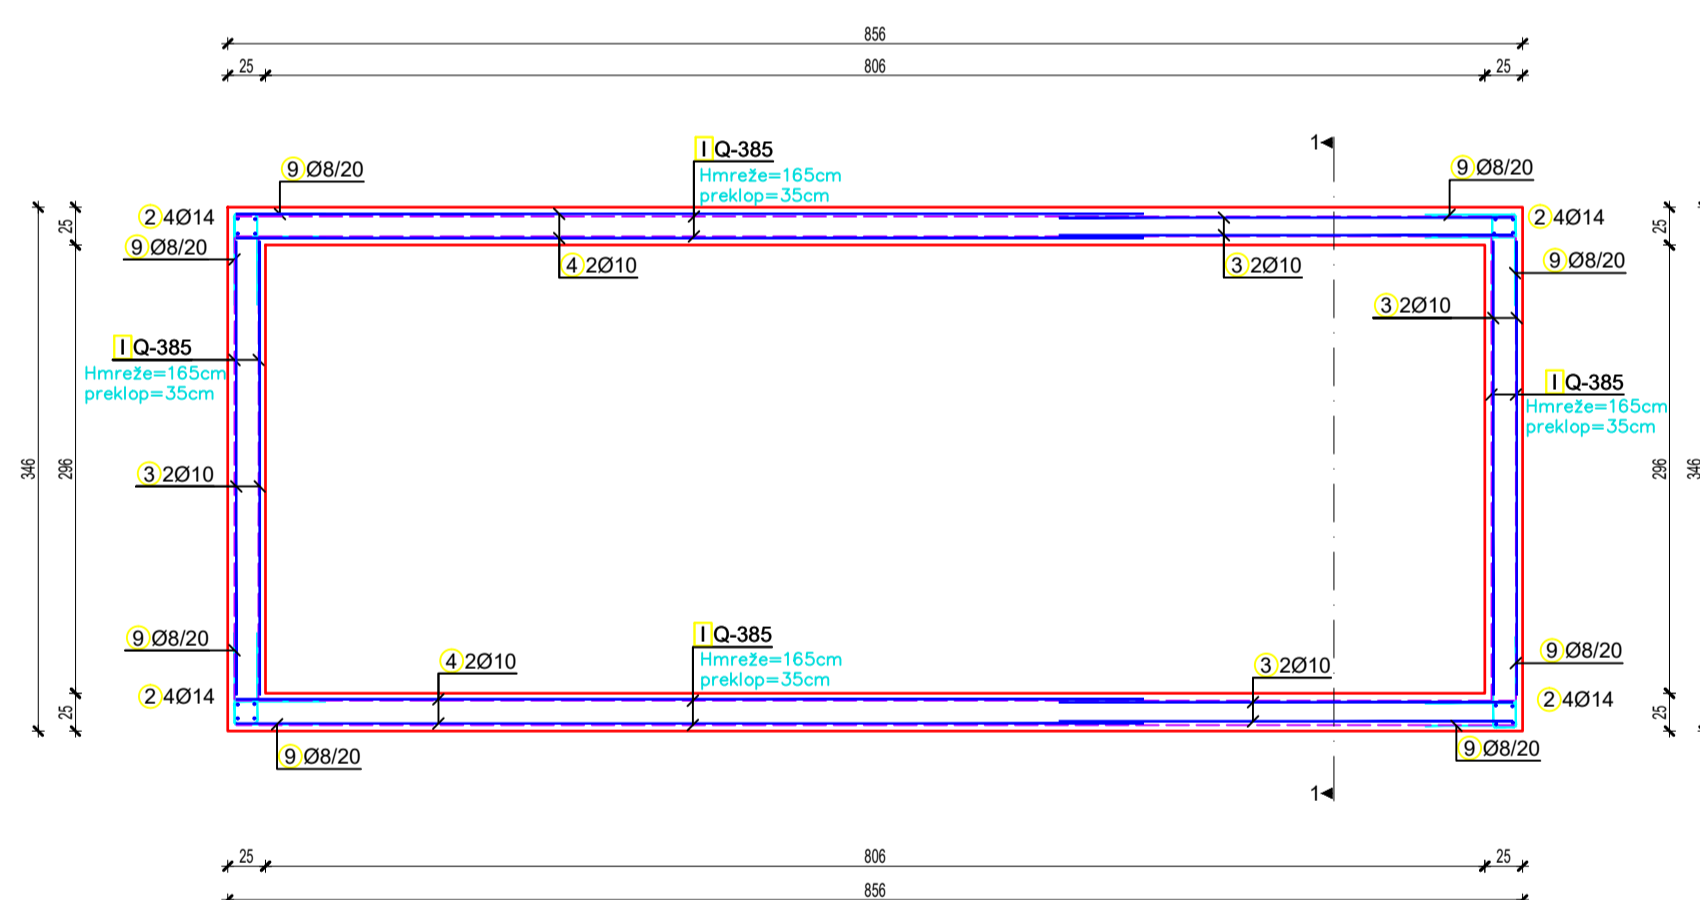 856
25 806 25
1
I Q-385
Hmreže=165cm
preklop=35cm
9 Ø8/20
9 Ø8/20
2 4Ø14
2 4Ø14
25
25
9 Ø8/20
4 2Ø10
3 2Ø10
9 Ø8/20
3 2Ø10
I Q-385
Hmreže=165cm
preklop=35cm
I Q-385
Hmreže=165cm
preklop=35cm
346
296
3 2Ø10
296
346
9 Ø8/20
I Q-385
Hmreže=165cm
preklop=35cm
4 2Ø10
3 2Ø10
9 Ø8/20
2 4Ø14
2 4Ø14
25
25
9 Ø8/20
9 Ø8/20
1
25 806 25
856